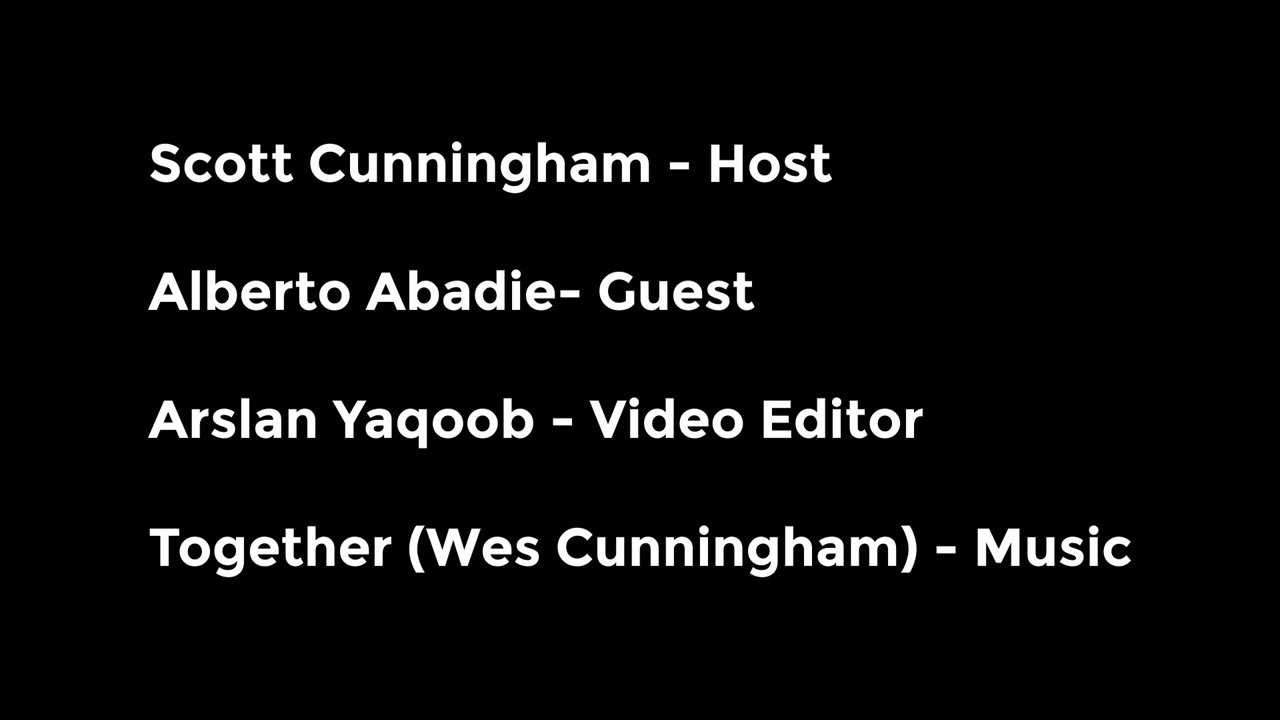 Scott Cunningham - Host
Alberto Abadie- Guest
Arslan Yaqoob - Video Editor
Together (Wes Cunningham) - Music